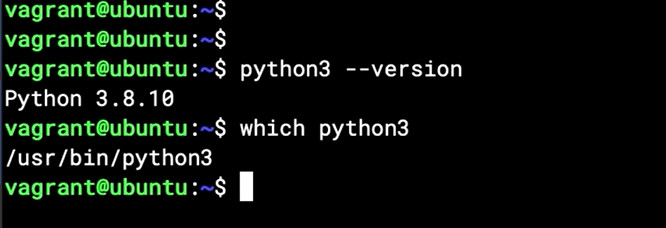 vagrant@ubuntu:~$
vagrant@ubuntu:~$
vagrant@ubuntu:~$ python3 --version
Python 3.8.10
vagrant@ubuntu:~$ which python3
/usr/bin/python3
vagrant@ubuntu:~$